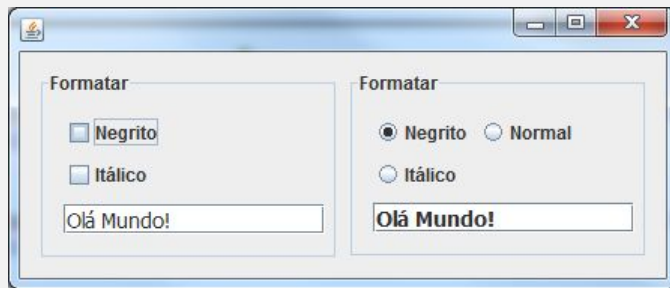 Formatar
Negrito
Itálico
Olá Mundo!
Formatar
Negrito Normal
Itálico
Olá Mundo!